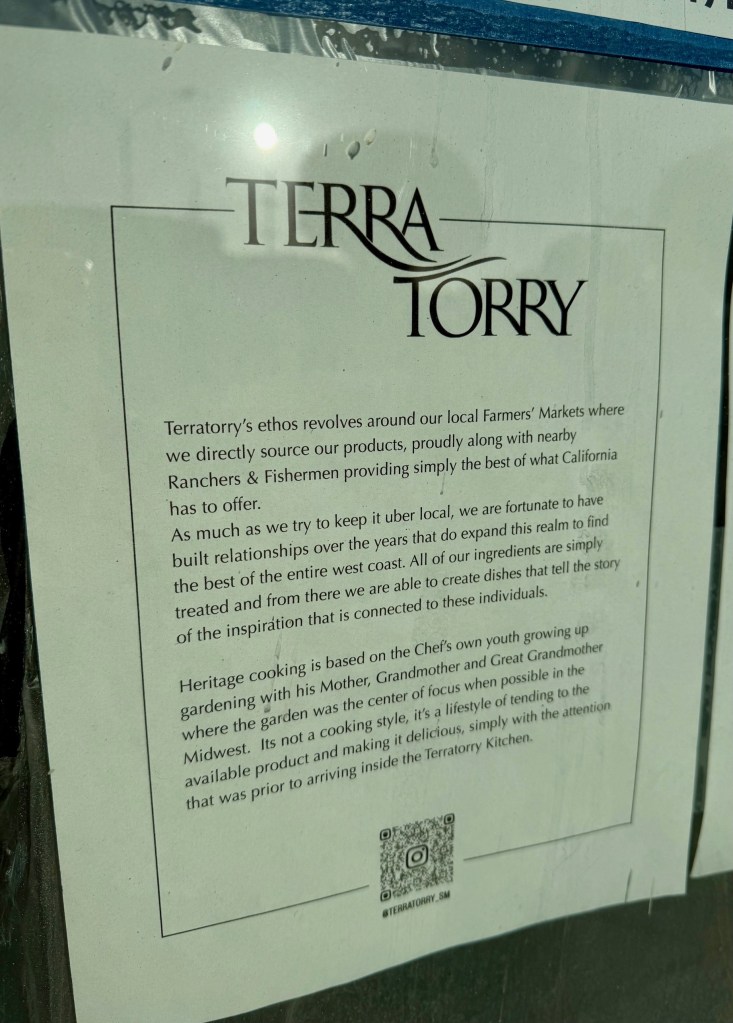 TERRA
TORRY
Terratorry's ethos revolves around our local Farmers' Markets where
we directly source our products, proudly along with nearby
Ranchers & Fishermen providing simply the best of what California
has to offer.
As much as we try to keep it uber local, we are fortunate to have
built relationships over the years that do expand this realm to find
the best of the entire west coast. All of our ingredients are simply
treated and from there we are able to create dishes that tell the story
of the inspiration that is connected to these individuals.
Heritage cooking is based on the Chef's own youth growing up
gardening with his Mother, Grandmother and Great Grandmother
where the garden was the center of focus when possible in the
Midwest. Its not a cooking style, it's a lifestyle of tending to the
available product and making it delicious, simply with the attention
that was prior to arriving inside the Terratorry Kitchen.
@TERRATORRY_SM